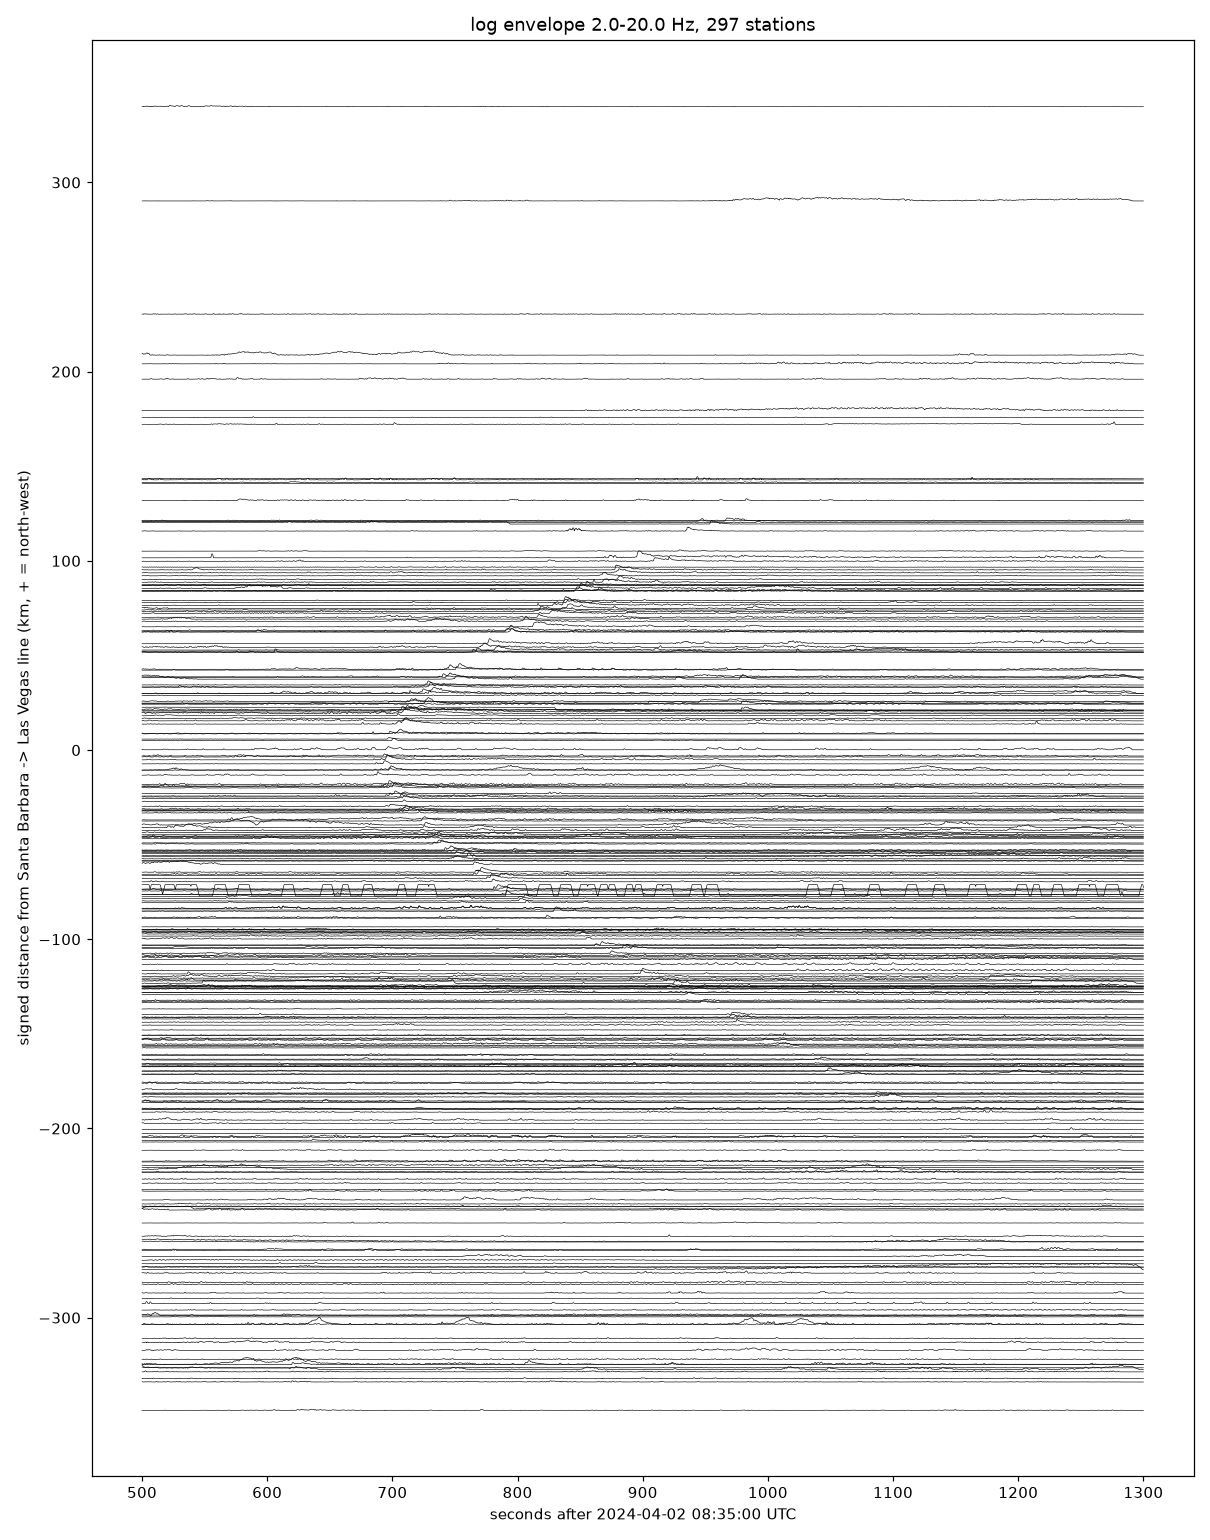 log envelope 2.0-20.0 Hz, 297 stations
signed distance from Santa Barbara -> Las Vegas line (km, + = north-west)
300
200
100
0
−100
−200
−300
500 600 700 800 900 1000 1100 1200 1300
seconds after 2024-04-02 08:35:00 UTC